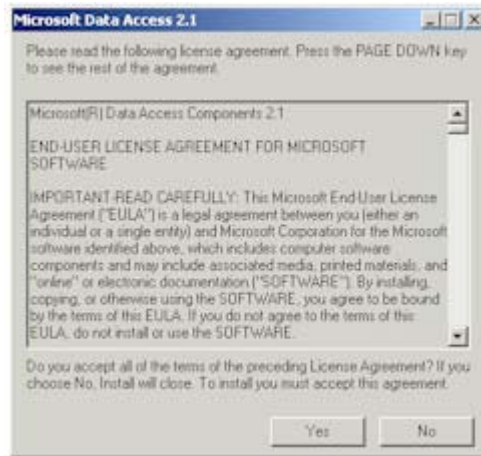 Microsoft Data Access 2.1
Please read the following license agreement. Press the PAGE DOWN key
to see the rest of the agreement.
Microsoft(R) Data Access Components 2.1
END-USER LICENSE AGREEMENT FOR MICROSOFT
SOFTWARE
IMPORTANT-READ CAREFULLY: This Microsoft End-User License
Agreement ("EULA") is a legal agreement between you (either an
individual or a single entity) and Microsoft Corporation for the Microsoft
software identified above, which includes computer software
components and may include associated media, printed materials, and
"online" or electronic documentation ("SOFTWARE"). By installing,
copying, or otherwise using the SOFTWARE, you agree to be bound
by the terms of this EULA. If you do not agree to the terms of this
EULA, do not install or use the SOFTWARE.
Do you accept all of the terms of the preceding License Agreement? If you
choose No, Install will close. To install you must accept this agreement.
Yes No